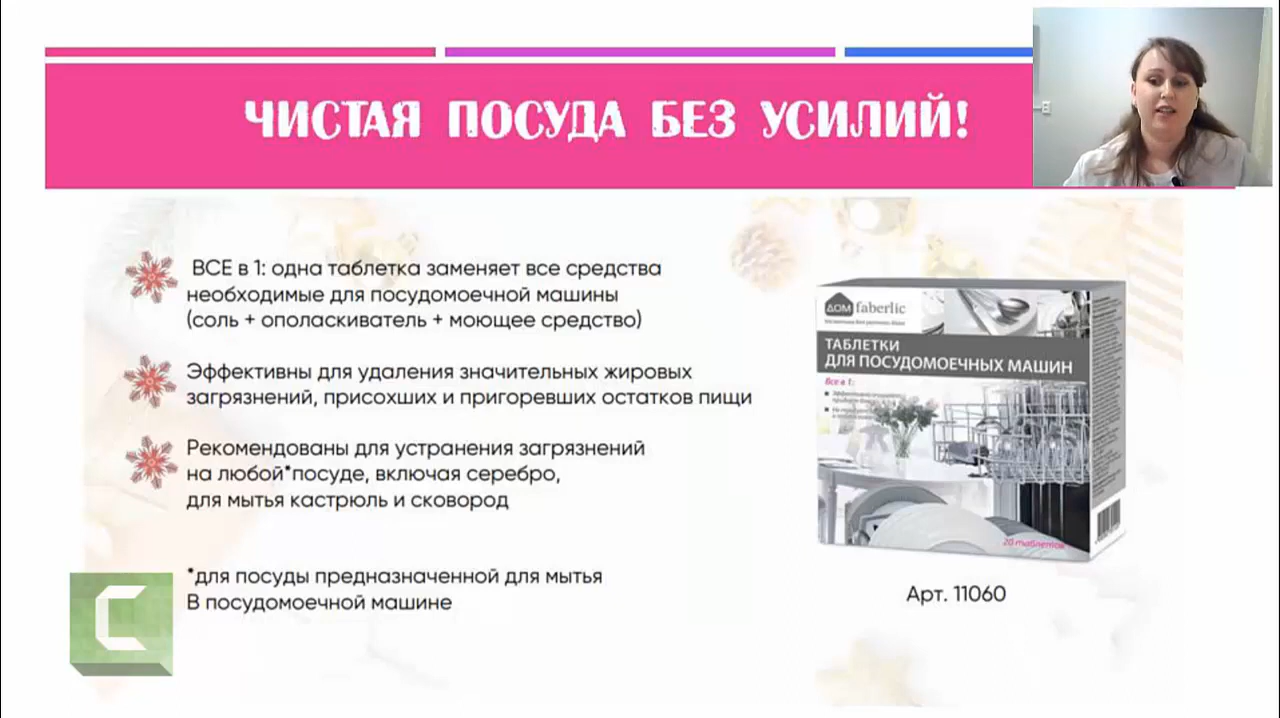 ЧИСТАЯ ПОСУДА БЕЗ УСИЛИЙ!
ВСЕ в 1: одна таблетка заменяет все средства
необходимые для посудомоечной машины
(соль + ополаскиватель + моющее средство)
Эффективны для удаления значительных жировых
загрязнений, присохших и пригоревших остатков пищи
Рекомендованы для устранения загрязнений
на любой*посуде, включая серебро,
для мытья кастрюль и сковород
*для посуды предназначенной для мытья
В посудомоечной машине
ДОМ faberlic
ТАБЛЕТКИ
ДЛЯ ПОСУДОМОЕЧНЫХ МАШИН
Все в 1:
20 таблеток
Арт. 11060